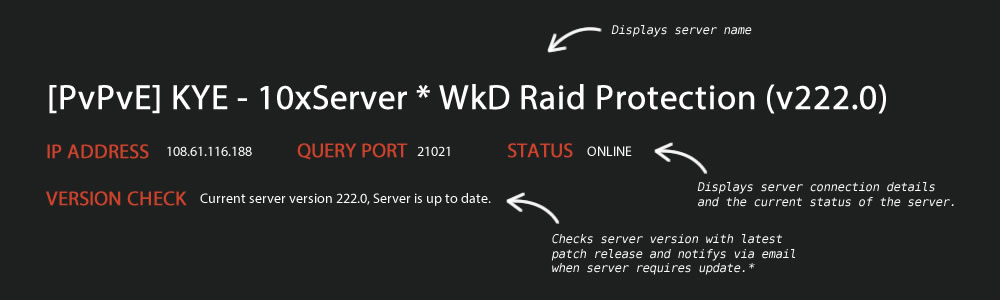 Displays server name
[PvPvE] KYE - 10xServer * WkD Raid Protection (v222.0)
IP ADDRESS 108.61.116.188 QUERY PORT 21021 STATUS ONLINE
Displays server connection details
and the current status of the server.
VERSION CHECK Current server version 222.0, Server is up to date.
Checks server version with latest
patch release and notifys via email
when server requires update.*